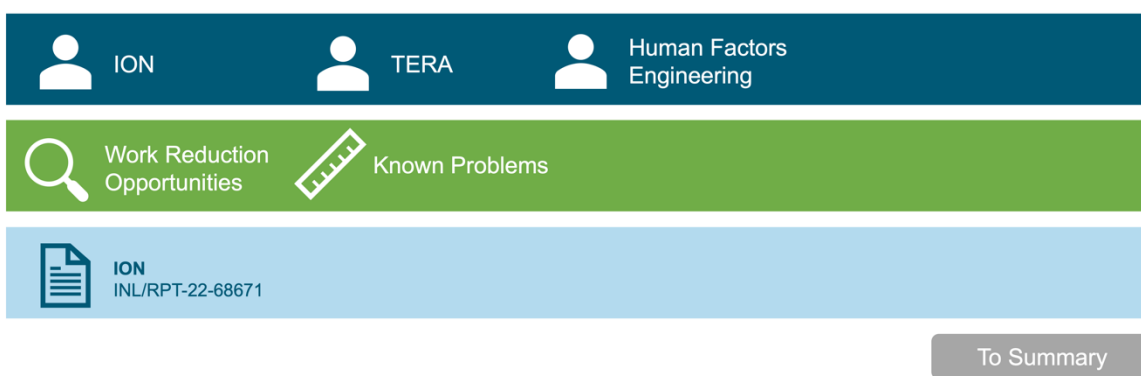 ION
TERA
Human Factors
Engineering
Work Reduction
Opportunities
Known Problems
ION
INL/RPT-22-68671
To Summary